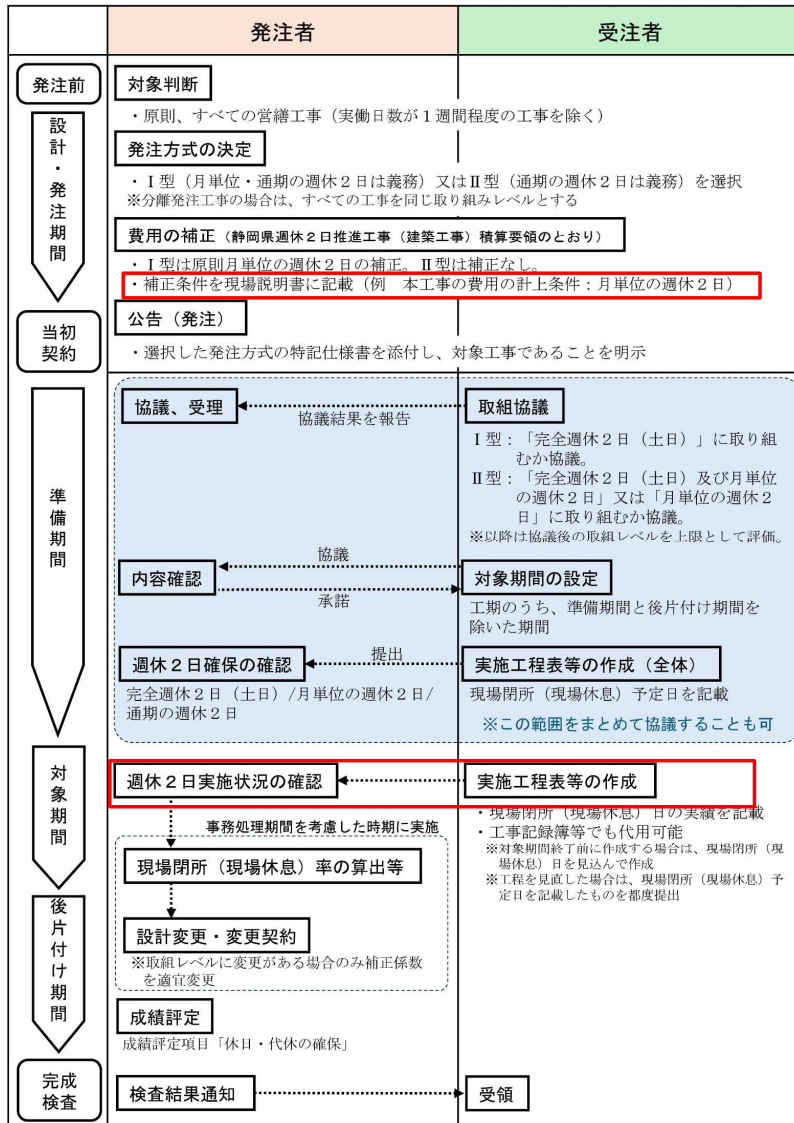 発注者
受注者
発注前
設計・発注期間
当初
契約
準備期間
対象期間
後片付け期間
完成
検査
対象判断
・原則、すべての営繕工事（実働日数が１週間程度の工事を除く）
発注方式の決定
・Ⅰ型（月単位・通期の週休２日は義務）又はⅡ型（通期の週休２日は義務）を選択
※分離発注工事の場合は、すべての工事を同じ取り組みレベルとする
費用の補正（静岡県週休２日推進工事（建築工事）積算要領のとおり）
・Ⅰ型は原則月単位の週休２日の補正。Ⅱ型は補正なし。
・補正条件を現場説明書に記載（例　本工事の費用の計上条件：月単位の週休２日）
公告（発注）
・選択した発注方式の特記仕様書を添付し、対象工事であることを明示
協議、受理
協議結果を報告
取組協議
Ⅰ型：「完全週休２日（土日）」に取り組
むか協議。
Ⅱ型：「完全週休２日（土日）及び月単位
の週休２日」又は「月単位の週休２
日」に取り組むか協議。
※以降は協議後の取組レベルを上限として評価。
協議
内容確認
承諾
対象期間の設定
工期のうち、準備期間と後片付け期間を
除いた期間
週休２日確保の確認
提出
実施工程表等の作成（全体）
完全週休２日（土日）/月単位の週休２日/
通期の週休２日
現場閉所（現場休息）予定日を記載
※この範囲をまとめて協議することも可
週休２日実施状況の確認
実施工程表等の作成
・現場閉所（現場休息）日の実績を記載
・工事記録簿等でも代用可能
※対象期間終了前に作成する場合は、現場閉所（現
場休息）日を見込んで作成
※工程を見直した場合は、現場閉所（現場休息）予
定日を記載したものを都度提出
事務処理期間を考慮した時期に実施
現場閉所（現場休息）率の算出等
設計変更・変更契約
※取組レベルに変更がある場合のみ補正係数
を適宜変更
成績評定
成績評定項目「休日・代休の確保」
検査結果通知
受領